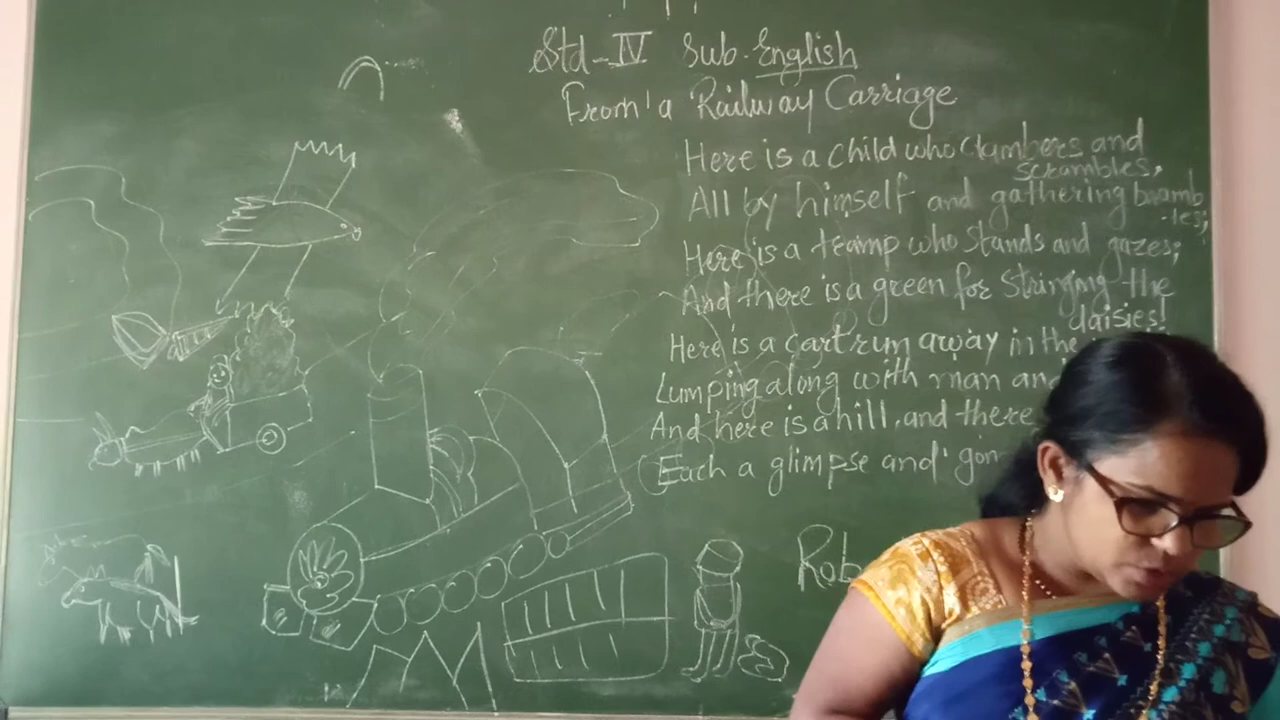 Std-IV Sub-English
From a Railway Carriage
Here is a child who clambers and
scrambles,
All by himself and gathering bramb
-les;
Here is a tramp who stands and gazes;
And there is a green for stringing the
daisies!
Here is a cart run away in the
Lumping along with man and
And here is a hill, and there
Each a glimpse and gon
Rob